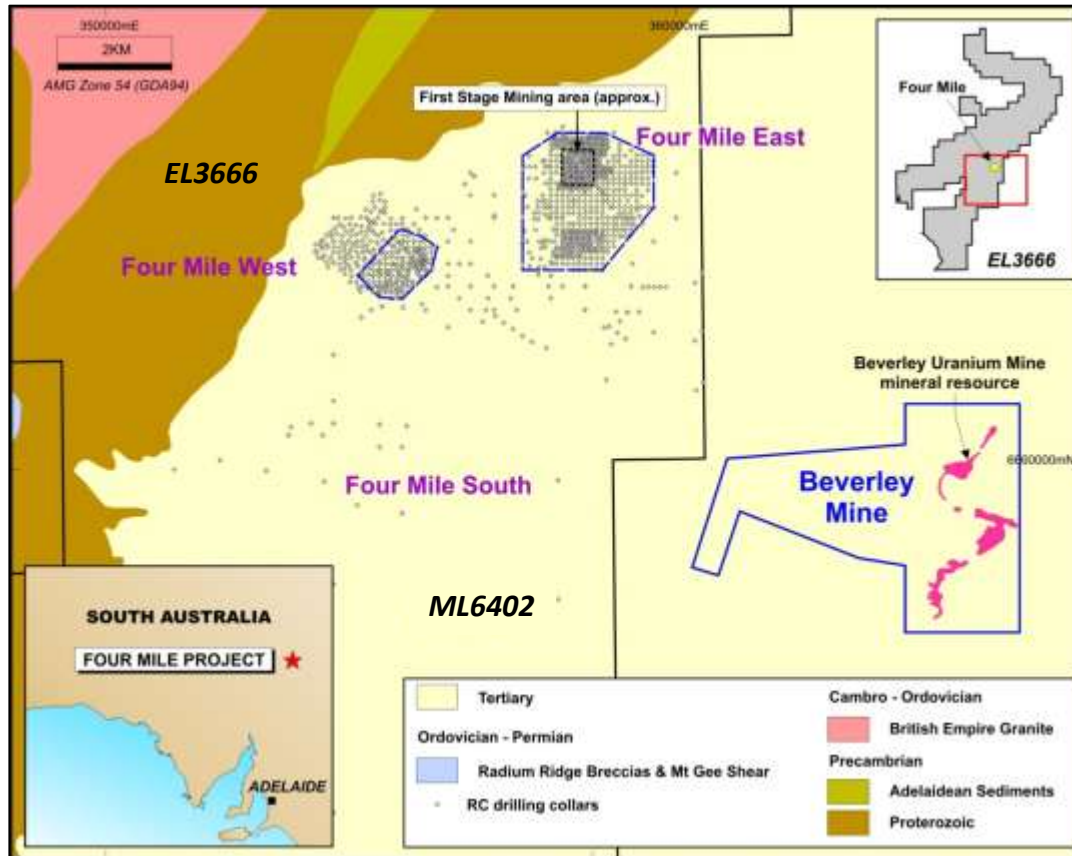 350000mE
360000mE
2KM
AMG Zone 54 (GDA94)
First Stage Mining area (approx.)
Four Mile East
Four Mile
EL3666
EL3666
Four Mile West
Beverley Uranium Mine
mineral resource
Four Mile South
Beverley
Mine
ML6402
SOUTH AUSTRALIA
FOUR MILE PROJECT
ADELAIDE
Tertiary
Ordovician - Permian
Radium Ridge Breccias & Mt Gee Shear
RC drilling collars
Cambro - Ordovician
British Empire Granite
Precambrian
Adelaidean Sediments
Proterozoic